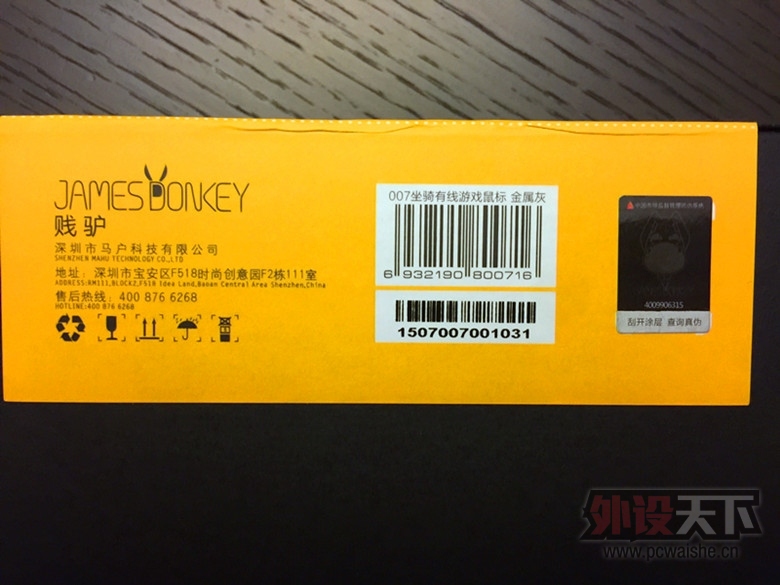 JAMES DONKEY
贱驴
深圳市马户科技有限公司
SHENZHEN MAHU TECHNOLOGY CO.,LTD
地址：深圳市宝安区F518时尚创意园F2栋111室
ADDRESS:RM111,BLOCK2,F518 Idea Land,Baoan Central Area Shenzhen,China
售后热线：400 876 6268
HOTLINE:400 876 6268
007坐骑有线游戏鼠标 金属灰
6 932190 800716
1507007001031
4009906315
刮开涂层 查询真伪
外设天下
www.pcwaishe.cn